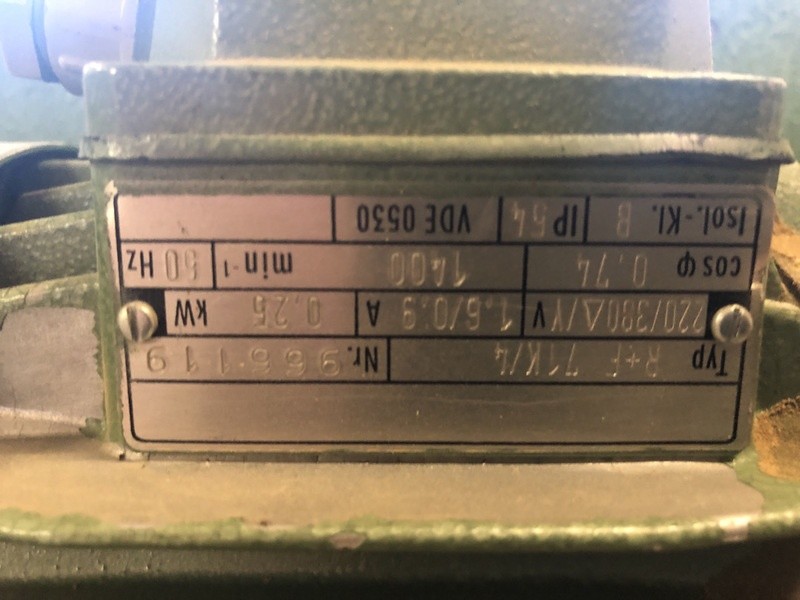 Typ R+F 71K/4 Nr. 966119
220/380Δ/Y V 1.6/0.9 A 0.25 kW
cos φ 0.74 1400 min⁻¹ 50 Hz
Isol.-Kl. B IP 54 VDE 0530